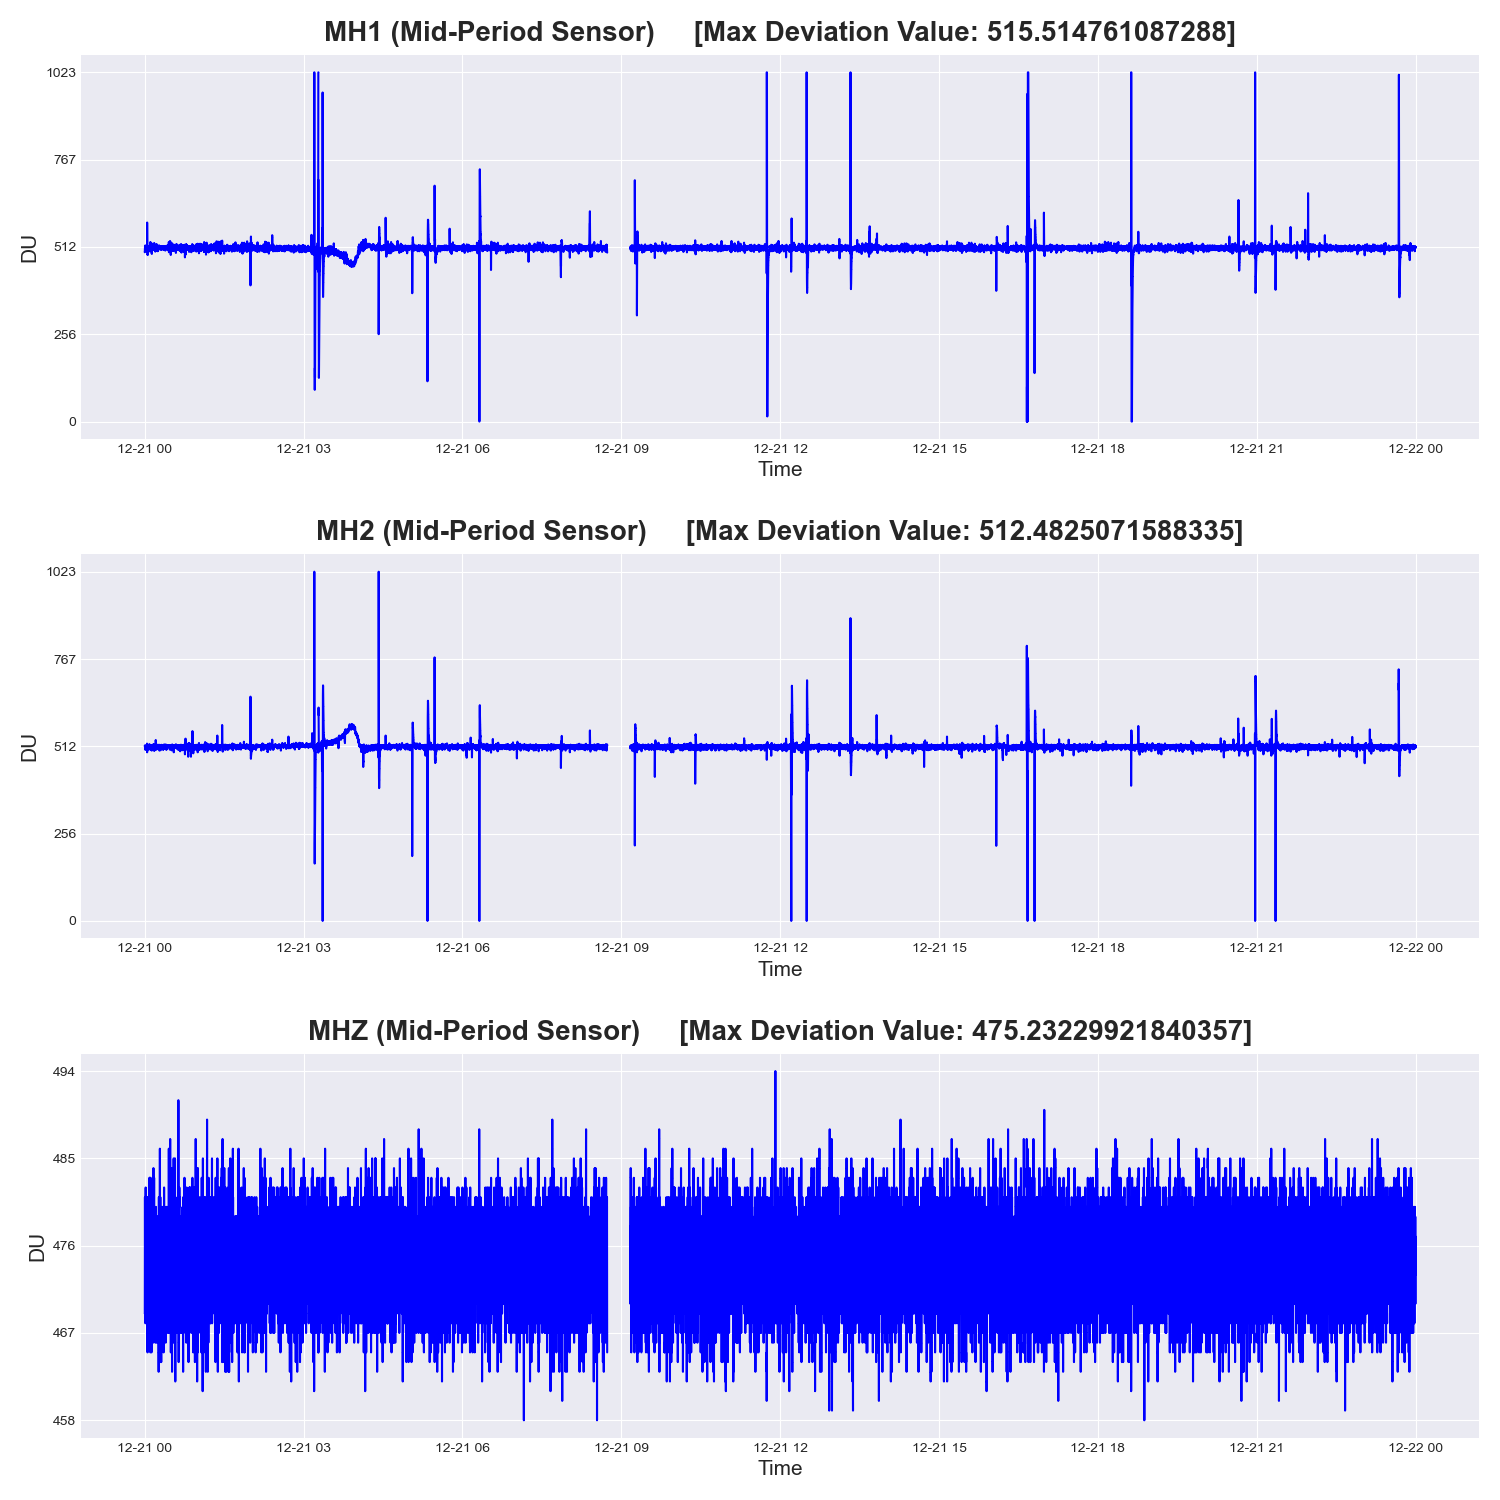 MH1 (Mid-Period Sensor) [Max Deviation Value: 515.514761087288]
1023
767
512
256
0
DU
12-21 00 12-21 03 12-21 06 12-21 09 12-21 12 12-21 15 12-21 18 12-21 21 12-22 00
Time
MH2 (Mid-Period Sensor) [Max Deviation Value: 512.4825071588335]
1023
767
512
256
0
DU
12-21 00 12-21 03 12-21 06 12-21 09 12-21 12 12-21 15 12-21 18 12-21 21 12-22 00
Time
MHZ (Mid-Period Sensor) [Max Deviation Value: 475.23229921840357]
494
485
476
467
458
DU
12-21 00 12-21 03 12-21 06 12-21 09 12-21 12 12-21 15 12-21 18 12-21 21 12-22 00
Time